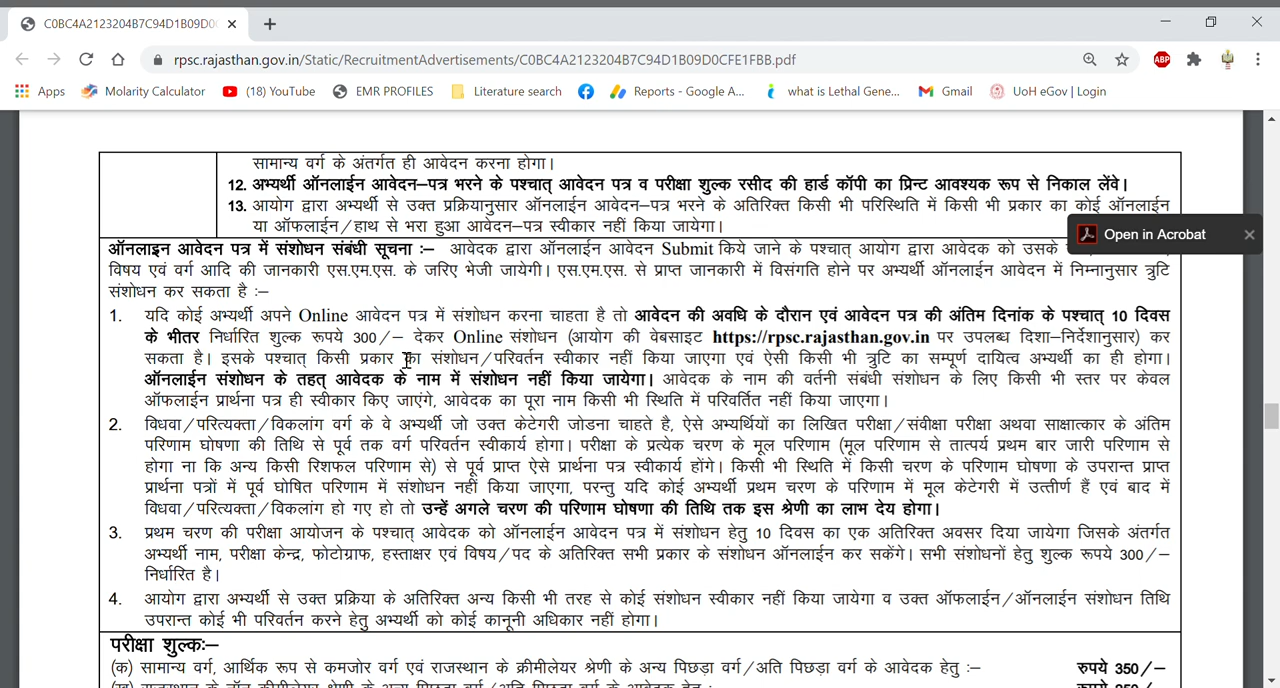 C0BC4A2123204B7C94D1B09D0
rpsc.rajasthan.gov.in/Static/RecruitmentAdvertisements/C0BC4A2123204B7C94D1B09D0CFE1FBB.pdf
ABP
Apps Molarity Calculator (18) YouTube EMR PROFILES Literature search Reports - Google A... what is Lethal Gene... Gmail UoH eGov | Login
सामान्य वर्ग के अंतर्गत ही आवेदन करना होगा।
12. अभ्यर्थी ऑनलाईन आवेदन–पत्र भरने के पश्चात् आवेदन पत्र व परीक्षा शुल्क रसीद की हार्ड कॉपी का प्रिन्ट आवश्यक रूप से निकाल लेंवे।
13. आयोग द्वारा अभ्यर्थी से उक्त प्रक्रियानुसार ऑनलाईन आवेदन–पत्र भरने के अतिरिक्त किसी भी परिस्थिति में किसी भी प्रकार का कोई ऑनलाईन
या ऑफलाईन/हाथ से भरा हुआ आवेदन–पत्र स्वीकार नहीं किया जायेगा।
Open in Acrobat
ऑनलाइन आवेदन पत्र में संशोधन संबंधी सूचना :– आवेदक द्वारा ऑनलाईन आवेदन Submit किये जाने के पश्चात् आयोग द्वारा आवेदक को उसके
विषय एवं वर्ग आदि की जानकारी एस.एम.एस. के जरिए भेजी जायेगी। एस.एम.एस. से प्राप्त जानकारी में विसंगति होने पर अभ्यर्थी ऑनलाईन आवेदन में निम्नानुसार त्रुटि
संशोधन कर सकता है :–
1. यदि कोई अभ्यर्थी अपने Online आवेदन पत्र में संशोधन करना चाहता है तो आवेदन की अवधि के दौरान एवं आवेदन पत्र की अंतिम दिनांक के पश्चात् 10 दिवस
के भीतर निर्धारित शुल्क रूपये 300/– देकर Online संशोधन (आयोग की वेबसाइट https://rpsc.rajasthan.gov.in पर उपलब्ध दिशा–निर्देशानुसार) कर
सकता है। इसके पश्चात् किसी प्रकार का संशोधन/परिवर्तन स्वीकार नहीं किया जाएगा एवं ऐसी किसी भी त्रुटि का सम्पूर्ण दायित्व अभ्यर्थी का ही होगा।
ऑनलाईन संशोधन के तहत् आवेदक के नाम में संशोधन नहीं किया जायेगा। आवेदक के नाम की वर्तनी संबंधी संशोधन के लिए किसी भी स्तर पर केवल
ऑफलाईन प्रार्थना पत्र ही स्वीकार किए जाएंगे, आवेदक का पूरा नाम किसी भी स्थिति में परिवर्तित नहीं किया जाएगा।
2. विधवा/परित्यक्ता/विकलांग वर्ग के वे अभ्यर्थी जो उक्त केटेगरी जोडना चाहते है, ऐसे अभ्यर्थियों का लिखित परीक्षा/संवीक्षा परीक्षा अथवा साक्षात्कार के अंतिम
परिणाम घोषणा की तिथि से पूर्व तक वर्ग परिवर्तन स्वीकार्य होगा। परीक्षा के प्रत्येक चरण के मूल परिणाम (मूल परिणाम से तात्पर्य प्रथम बार जारी परिणाम से
होगा ना कि अन्य किसी रिशफल परिणाम से) से पूर्व प्राप्त ऐसे प्रार्थना पत्र स्वीकार्य होंगे। किसी भी स्थिति में किसी चरण के परिणाम घोषणा के उपरान्त प्राप्त
प्रार्थना पत्रों में पूर्व घोषित परिणाम में संशोधन नहीं किया जाएगा, परन्तु यदि कोई अभ्यर्थी प्रथम चरण के परिणाम में मूल केटेगरी में उत्तीर्ण हैं एवं बाद में
विधवा/परित्यक्ता/विकलांग हो गए हो तो उन्हें अगले चरण की परिणाम घोषणा की तिथि तक इस श्रेणी का लाभ देय होगा।
3. प्रथम चरण की परीक्षा आयोजन के पश्चात् आवेदक को ऑनलाईन आवेदन पत्र में संशोधन हेतु 10 दिवस का एक अतिरिक्त अवसर दिया जायेगा जिसके अंतर्गत
अभ्यर्थी नाम, परीक्षा केन्द्र, फोटोग्राफ, हस्ताक्षर एवं विषय/पद के अतिरिक्त सभी प्रकार के संशोधन ऑनलाईन कर सकेंगे। सभी संशोधनों हेतु शुल्क रूपये 300/–
निर्धारित है।
4. आयोग द्वारा अभ्यर्थी से उक्त प्रक्रिया के अतिरिक्त अन्य किसी भी तरह से कोई संशोधन स्वीकार नहीं किया जायेगा व उक्त ऑफलाईन/ऑनलाईन संशोधन तिथि
उपरान्त कोई भी परिवर्तन करने हेतु अभ्यर्थी को कोई कानूनी अधिकार नहीं होगा।
परीक्षा शुल्कः–
(क) सामान्य वर्ग, आर्थिक रूप से कमजोर वर्ग एवं राजस्थान के क्रीमीलेयर श्रेणी के अन्य पिछड़ा वर्ग/अति पिछड़ा वर्ग के आवेदक हेतु :– रुपये 350/–